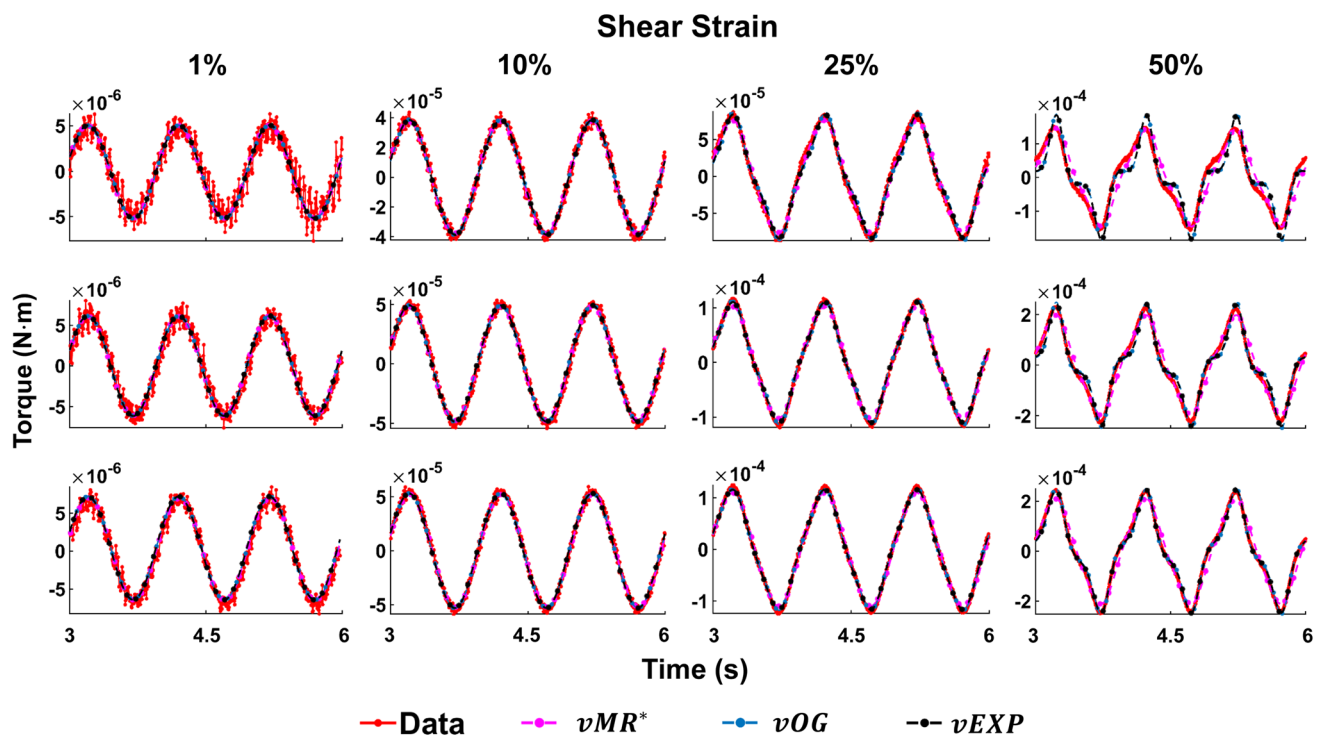 Shear Strain
1% 10% 25% 50%
×10⁻⁶ ×10⁻⁵ ×10⁻⁵ ×10⁻⁴
5 0 -5
4 2 0 -2 -4
5 0 -5
1 0 -1
×10⁻⁶ ×10⁻⁵ ×10⁻⁴ ×10⁻⁴
5 0 -5
5 0 -5
1 0 -1
2 0 -2
×10⁻⁶ ×10⁻⁵ ×10⁻⁴ ×10⁻⁴
5 0 -5
5 0 -5
1 0 -1
2 0 -2
3 4.5 6 3 4.5 6 3 4.5 6 3 4.5 6
Torque (N·m)
Time (s)
Data vMR* vOG vEXP